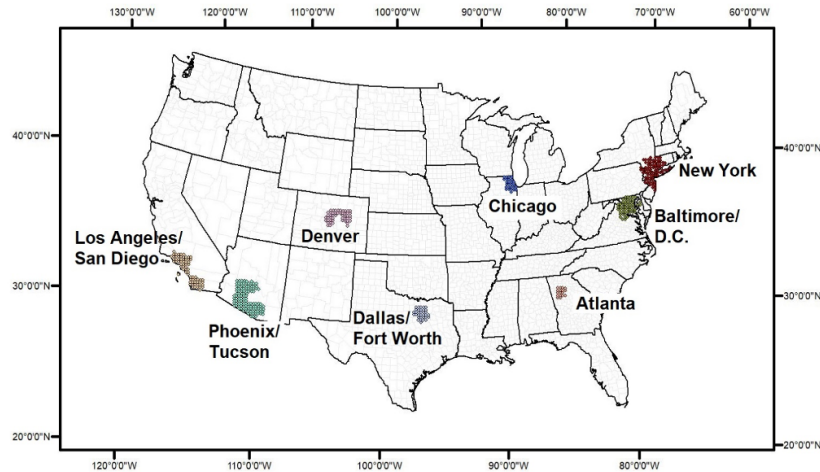 130°0'0"W 120°0'0"W 110°0'0"W 100°0'0"W 90°0'0"W 80°0'0"W 70°0'0"W 60°0'0"W
40°0'0"N
40°0'0"N
New York
Chicago
Baltimore/
D.C.
Denver
Los Angeles/
San Diego
30°0'0"N
30°0'0"N
Atlanta
Dallas/
Fort Worth
Phoenix/
Tucson
20°0'0"N
20°0'0"N
120°0'0"W 110°0'0"W 100°0'0"W 90°0'0"W 80°0'0"W